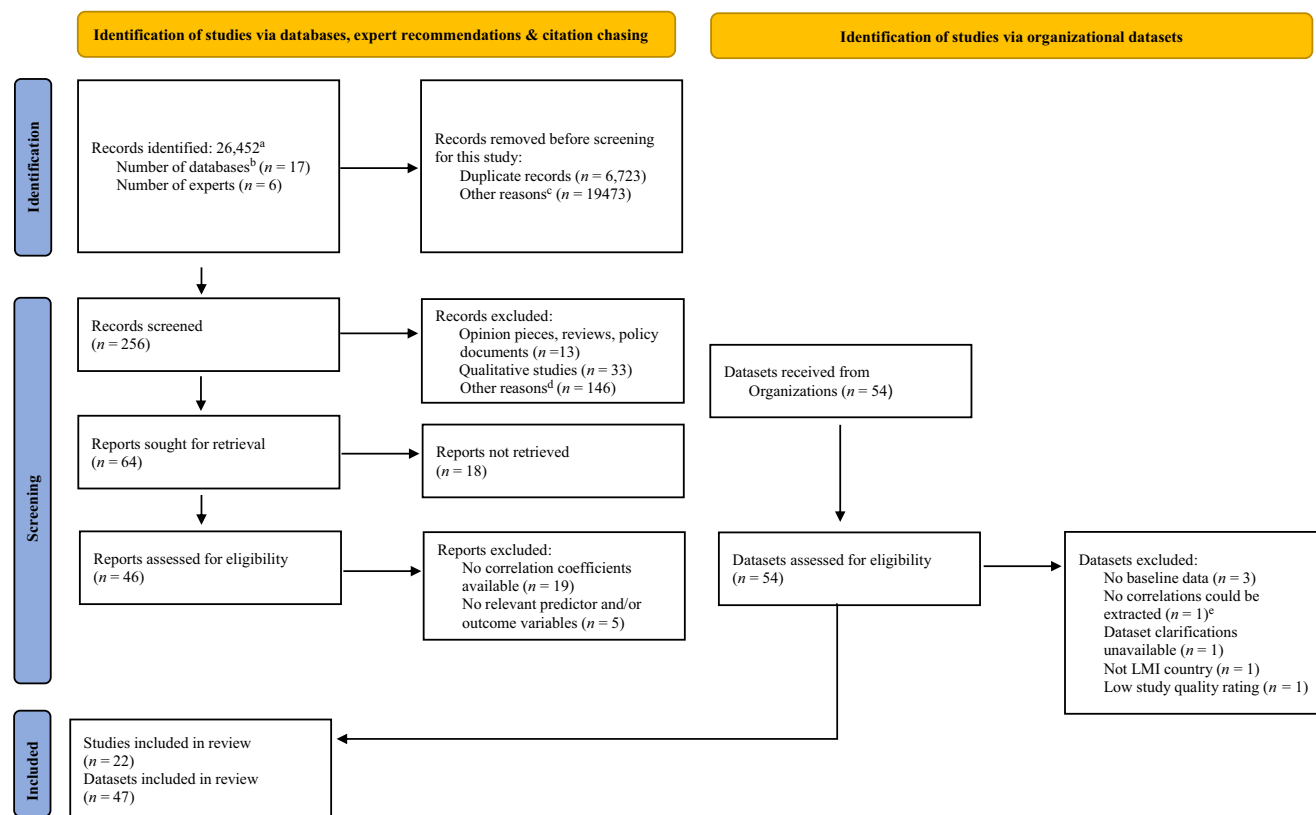 Identification of studies via databases, expert recommendations & citation chasing
Identification of studies via organizational datasets
Identification
Records identified: 26,452a
Number of databasesb (n = 17)
Number of experts (n = 6)
Records removed before screening
for this study:
Duplicate records (n = 6,723)
Other reasonsc (n = 19473)
Screening
Records screened
(n = 256)
Records excluded:
Opinion pieces, reviews, policy
documents (n =13)
Qualitative studies (n = 33)
Other reasonsd (n = 146)
Datasets received from
Organizations (n = 54)
Reports sought for retrieval
(n = 64)
Reports not retrieved
(n = 18)
Reports assessed for eligibility
(n = 46)
Reports excluded:
No correlation coefficients
available (n = 19)
No relevant predictor and/or
outcome variables (n = 5)
Datasets assessed for eligibility
(n = 54)
Datasets excluded:
No baseline data (n = 3)
No correlations could be
extracted (n = 1)e
Dataset clarifications
unavailable (n = 1)
Not LMI country (n = 1)
Low study quality rating (n = 1)
Included
Studies included in review
(n = 22)
Datasets included in review
(n = 47)